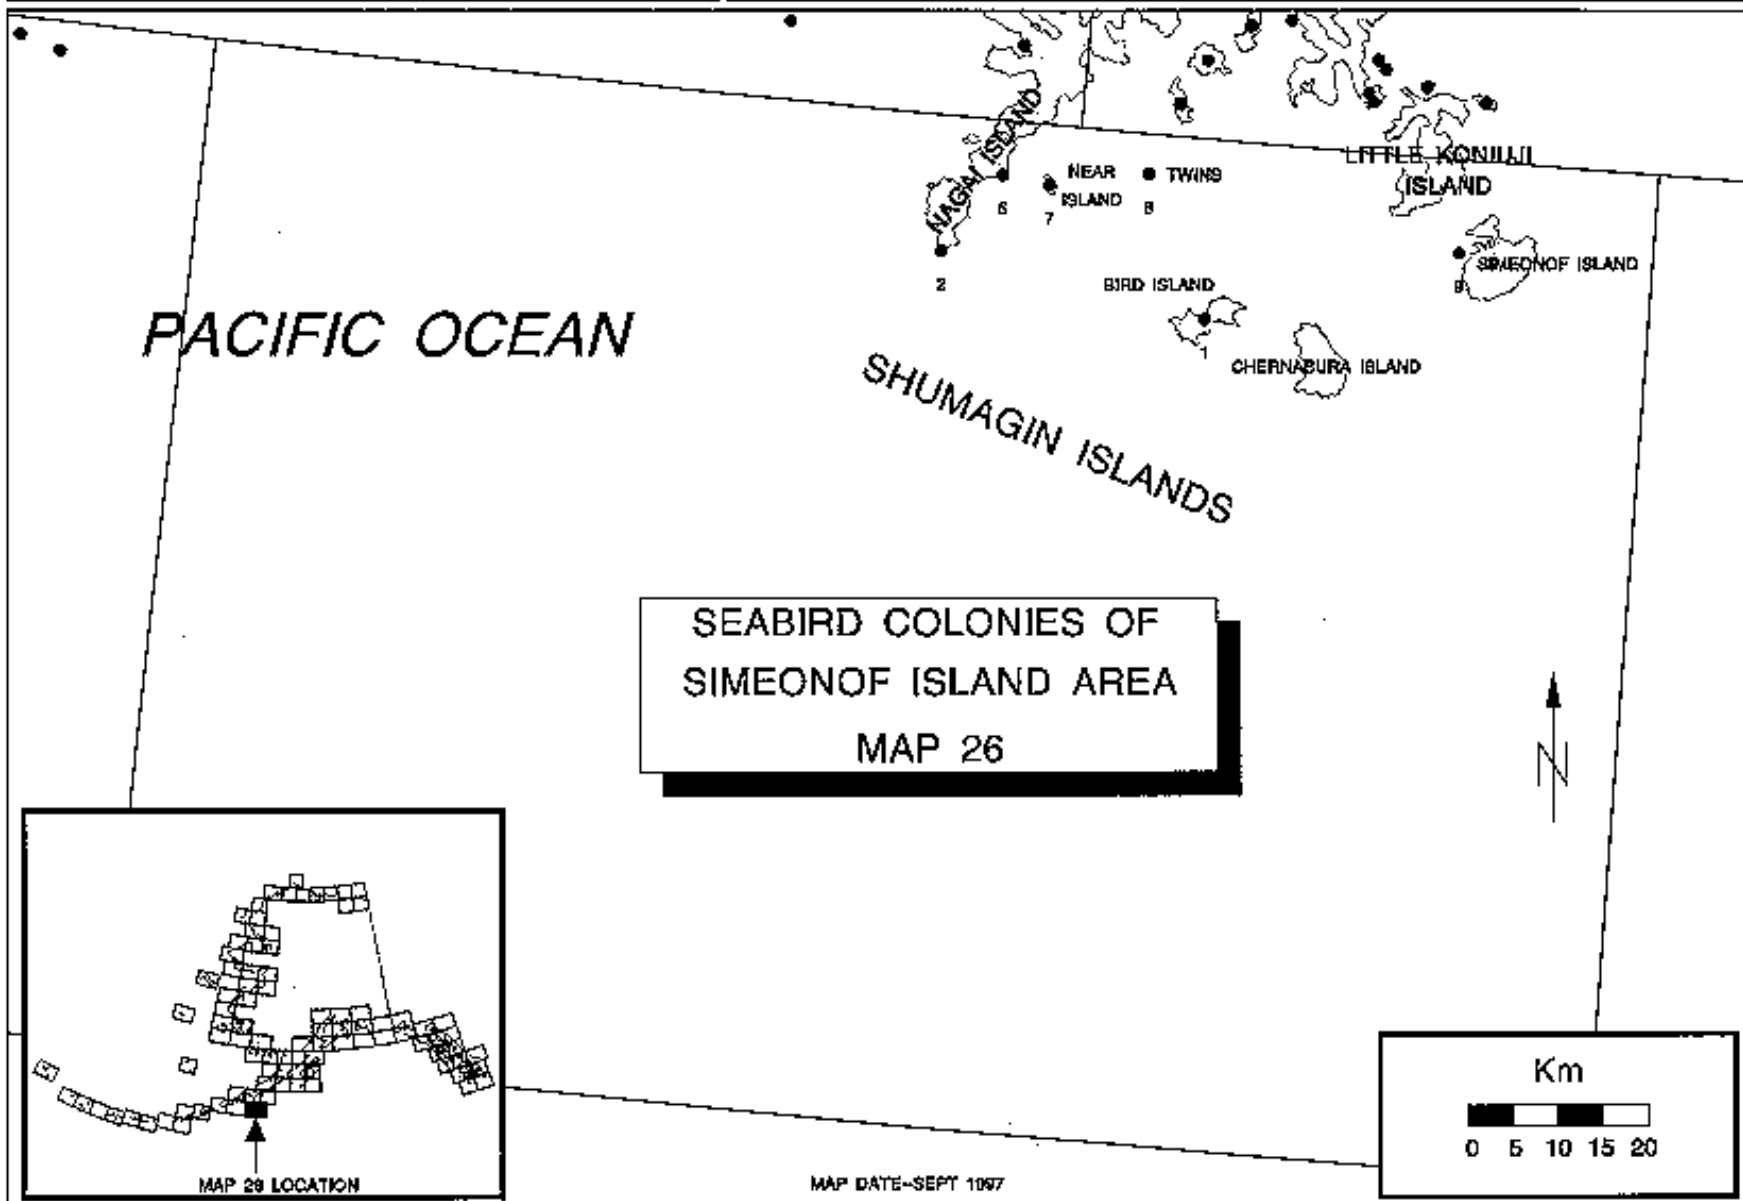 NAGAI ISLAND
NEAR
ISLAND
TWINS
6
7
8
2
LITTLE KONIUJI
ISLAND
BIRD ISLAND
1
SIMEONOF ISLAND
9
CHERNABURA ISLAND
PACIFIC OCEAN
SHUMAGIN ISLANDS
SEABIRD COLONIES OF
SIMEONOF ISLAND AREA
MAP 26
N
Km
0 5 10 15 20
MAP 26 LOCATION
MAP DATE-SEPT 1997